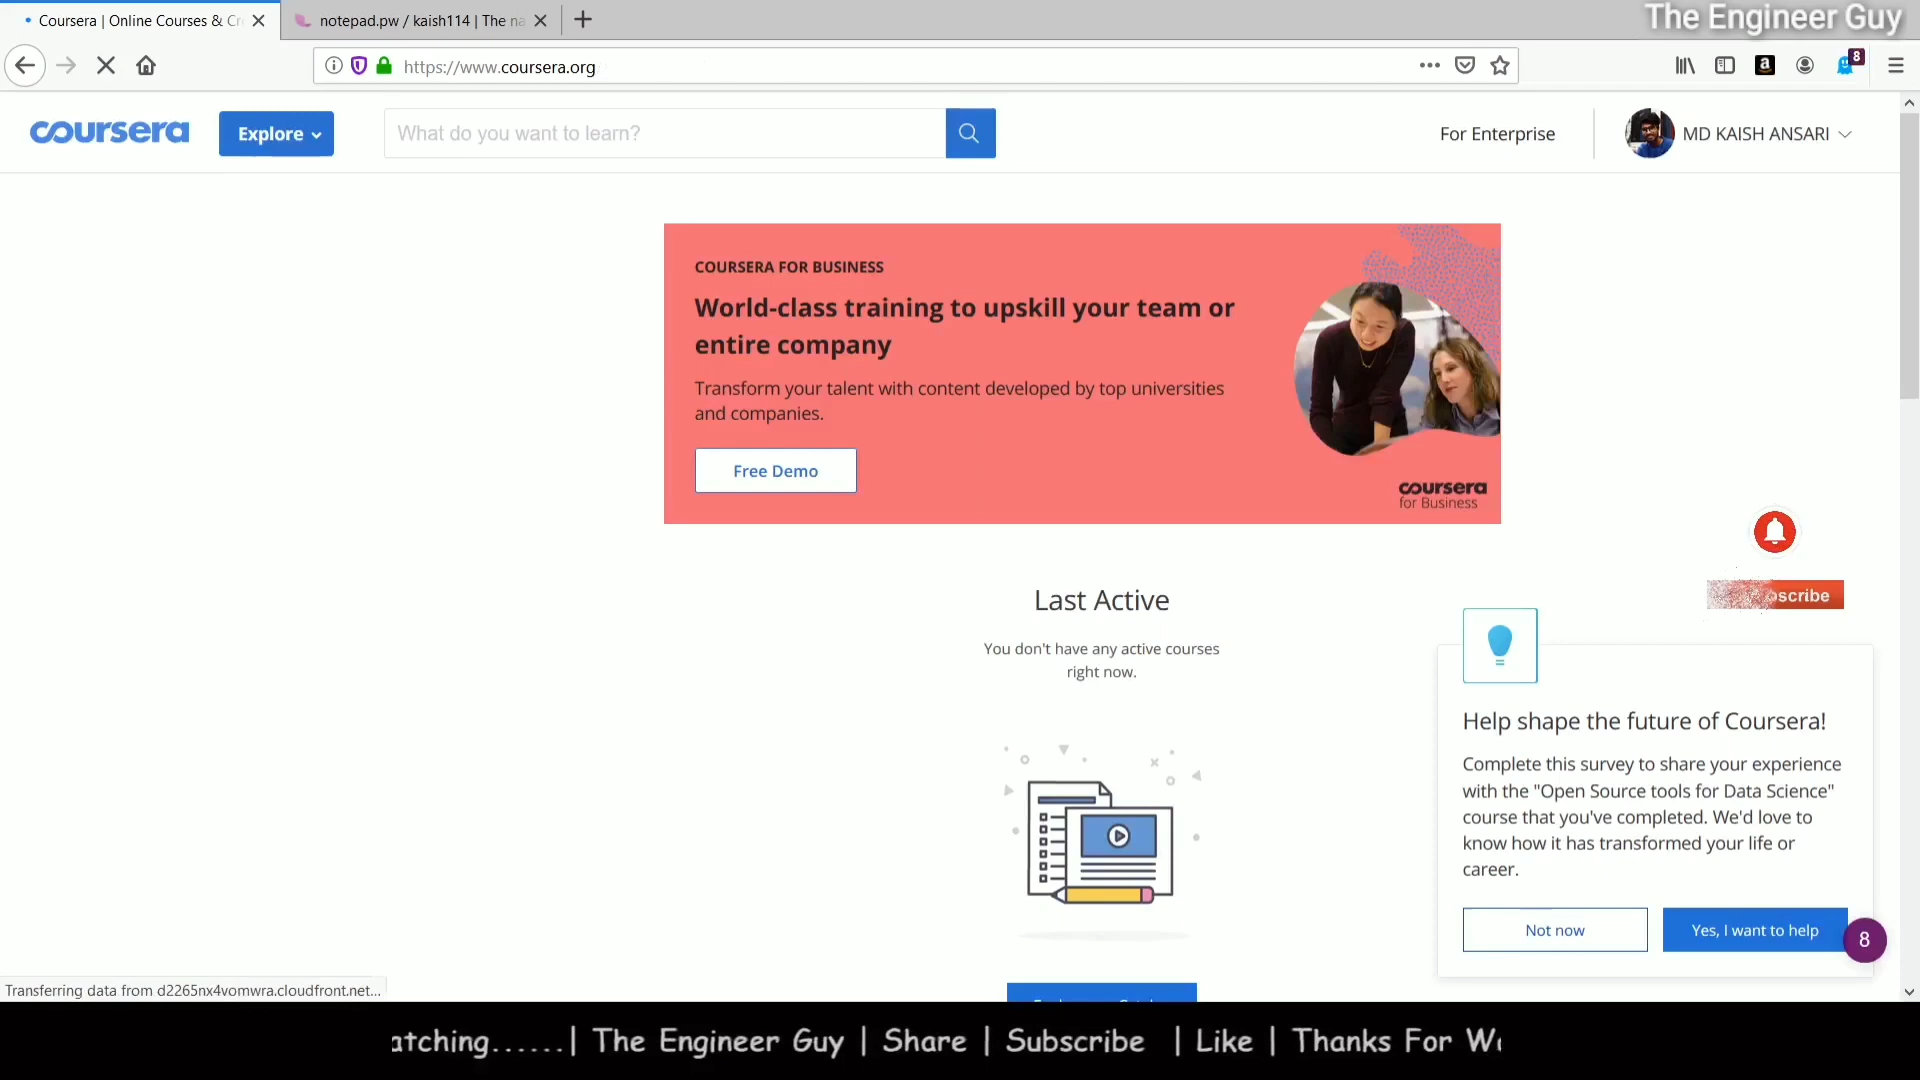 Coursera | Online Courses & Cr
notepad.pw / kaish114 | The na
The Engineer Guy
https://www.coursera.org
8
coursera
Explore
What do you want to learn?
For Enterprise
MD KAISH ANSARI
COURSERA FOR BUSINESS
World-class training to upskill your team or
entire company
Transform your talent with content developed by top universities
and companies.
Free Demo
coursera
for Business
Last Active
You don't have any active courses
right now.
scribe
Help shape the future of Coursera!
Complete this survey to share your experience
with the "Open Source tools for Data Science"
course that you've completed. We'd love to
know how it has transformed your life or
career.
Not now
Yes, I want to help
8
Transferring data from d2265nx4vomwra.cloudfront.net...
atching......| The Engineer Guy | Share | Subscribe | Like | Thanks For Wa